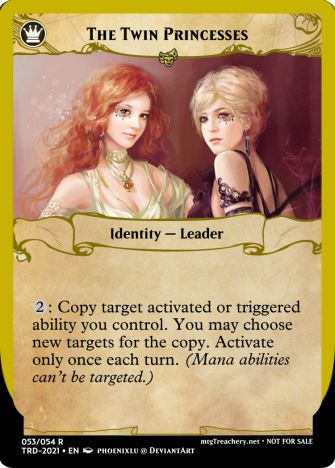 The Twin Princesses
Identity — Leader
2: Copy target activated or triggered
ability you control. You may choose
new targets for the copy. Activate
only once each turn. (Mana abilities
can't be targeted.)
053/054 R
TRD-2021 • EN PHOENIXLU @ DEVIANTART
mtgTreachery.net • NOT FOR SALE